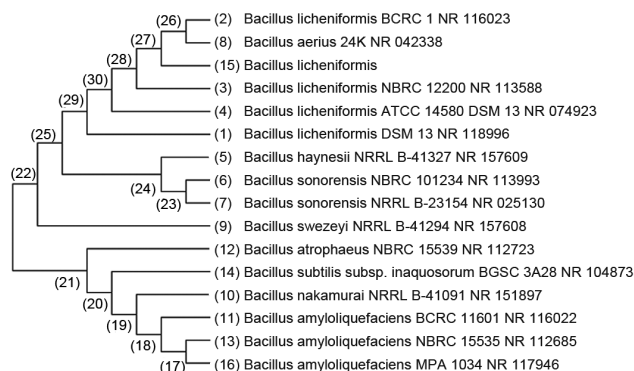 (26) (2) Bacillus licheniformis BCRC 1 NR 116023
(8) Bacillus aerius 24K NR 042338
(27)
(15) Bacillus licheniformis
(28)
(3) Bacillus licheniformis NBRC 12200 NR 113588
(30)
(4) Bacillus licheniformis ATCC 14580 DSM 13 NR 074923
(29)
(1) Bacillus licheniformis DSM 13 NR 118996
(25)
(5) Bacillus haynesii NRRL B-41327 NR 157609
(22)
(6) Bacillus sonorensis NBRC 101234 NR 113993
(24)
(23) (7) Bacillus sonorensis NRRL B-23154 NR 025130
(9) Bacillus swezeyi NRRL B-41294 NR 157608
(12) Bacillus atrophaeus NBRC 15539 NR 112723
(14) Bacillus subtilis subsp. inaquosorum BGSC 3A28 NR 104873
(21)
(10) Bacillus nakamurai NRRL B-41091 NR 151897
(20)
(11) Bacillus amyloliquefaciens BCRC 11601 NR 116022
(19)
(13) Bacillus amyloliquefaciens NBRC 15535 NR 112685
(18)
(17) (16) Bacillus amyloliquefaciens MPA 1034 NR 117946